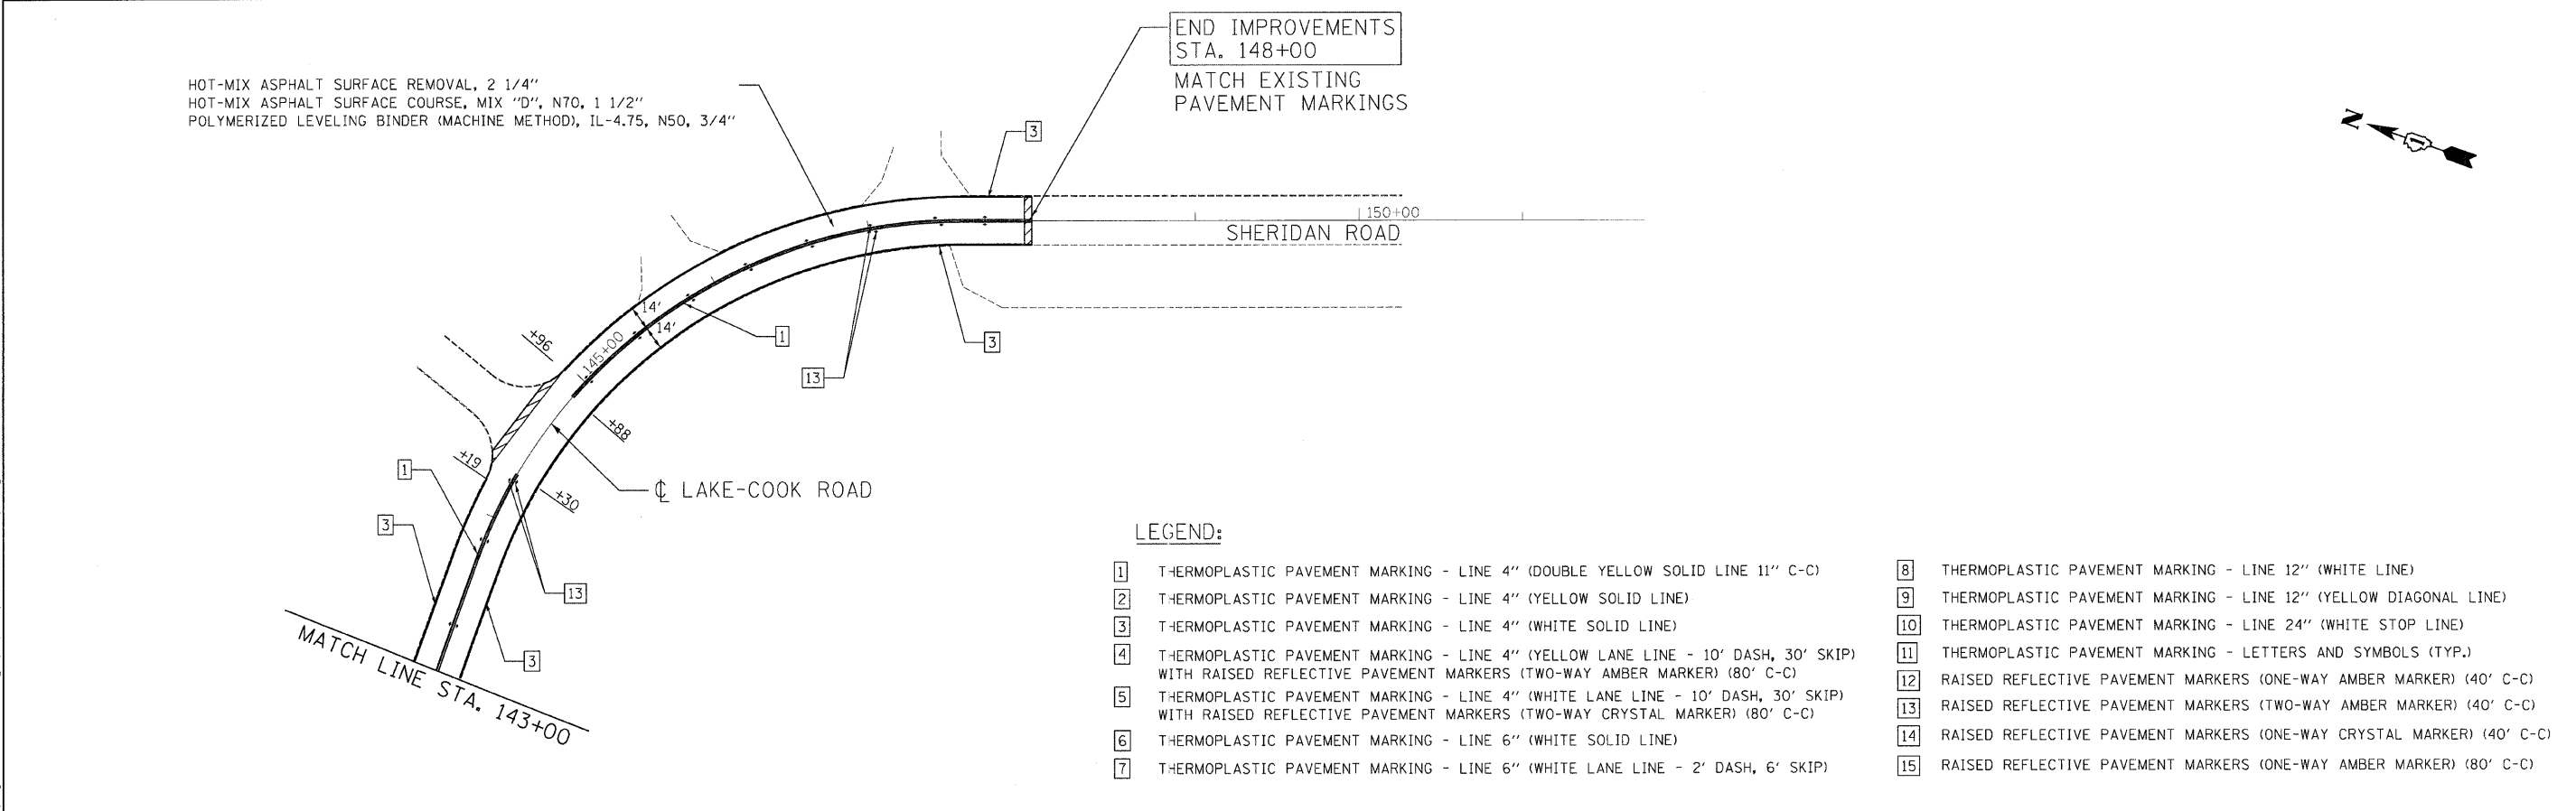 END IMPROVEMENTS
STA. 148+00
MATCH EXISTING
PAVEMENT MARKINGS
HOT-MIX ASPHALT SURFACE REMOVAL, 2 1/4"
HOT-MIX ASPHALT SURFACE COURSE, MIX "D", N70, 1 1/2"
POLYMERIZED LEVELING BINDER (MACHINE METHOD), IL-4.75, N50, 3/4"
N
3
150+00
SHERIDAN ROAD
14'
14'
1
3
+96
145+00
13
+88
+19
1
+30
℄ LAKE-COOK ROAD
3
13
3
MATCH LINE STA. 143+00
LEGEND:
1 THERMOPLASTIC PAVEMENT MARKING - LINE 4" (DOUBLE YELLOW SOLID LINE 11" C-C)
2 THERMOPLASTIC PAVEMENT MARKING - LINE 4" (YELLOW SOLID LINE)
3 THERMOPLASTIC PAVEMENT MARKING - LINE 4" (WHITE SOLID LINE)
4 THERMOPLASTIC PAVEMENT MARKING - LINE 4" (YELLOW LANE LINE - 10' DASH, 30' SKIP)
WITH RAISED REFLECTIVE PAVEMENT MARKERS (TWO-WAY AMBER MARKER) (80' C-C)
5 THERMOPLASTIC PAVEMENT MARKING - LINE 4" (WHITE LANE LINE - 10' DASH, 30' SKIP)
WITH RAISED REFLECTIVE PAVEMENT MARKERS (TWO-WAY CRYSTAL MARKER) (80' C-C)
6 THERMOPLASTIC PAVEMENT MARKING - LINE 6" (WHITE SOLID LINE)
7 THERMOPLASTIC PAVEMENT MARKING - LINE 6" (WHITE LANE LINE - 2' DASH, 6' SKIP)
8 THERMOPLASTIC PAVEMENT MARKING - LINE 12" (WHITE LINE)
9 THERMOPLASTIC PAVEMENT MARKING - LINE 12" (YELLOW DIAGONAL LINE)
10 THERMOPLASTIC PAVEMENT MARKING - LINE 24" (WHITE STOP LINE)
11 THERMOPLASTIC PAVEMENT MARKING - LETTERS AND SYMBOLS (TYP.)
12 RAISED REFLECTIVE PAVEMENT MARKERS (ONE-WAY AMBER MARKER) (40' C-C)
13 RAISED REFLECTIVE PAVEMENT MARKERS (TWO-WAY AMBER MARKER) (40' C-C)
14 RAISED REFLECTIVE PAVEMENT MARKERS (ONE-WAY CRYSTAL MARKER) (40' C-C)
15 RAISED REFLECTIVE PAVEMENT MARKERS (ONE-WAY AMBER MARKER) (80' C-C)